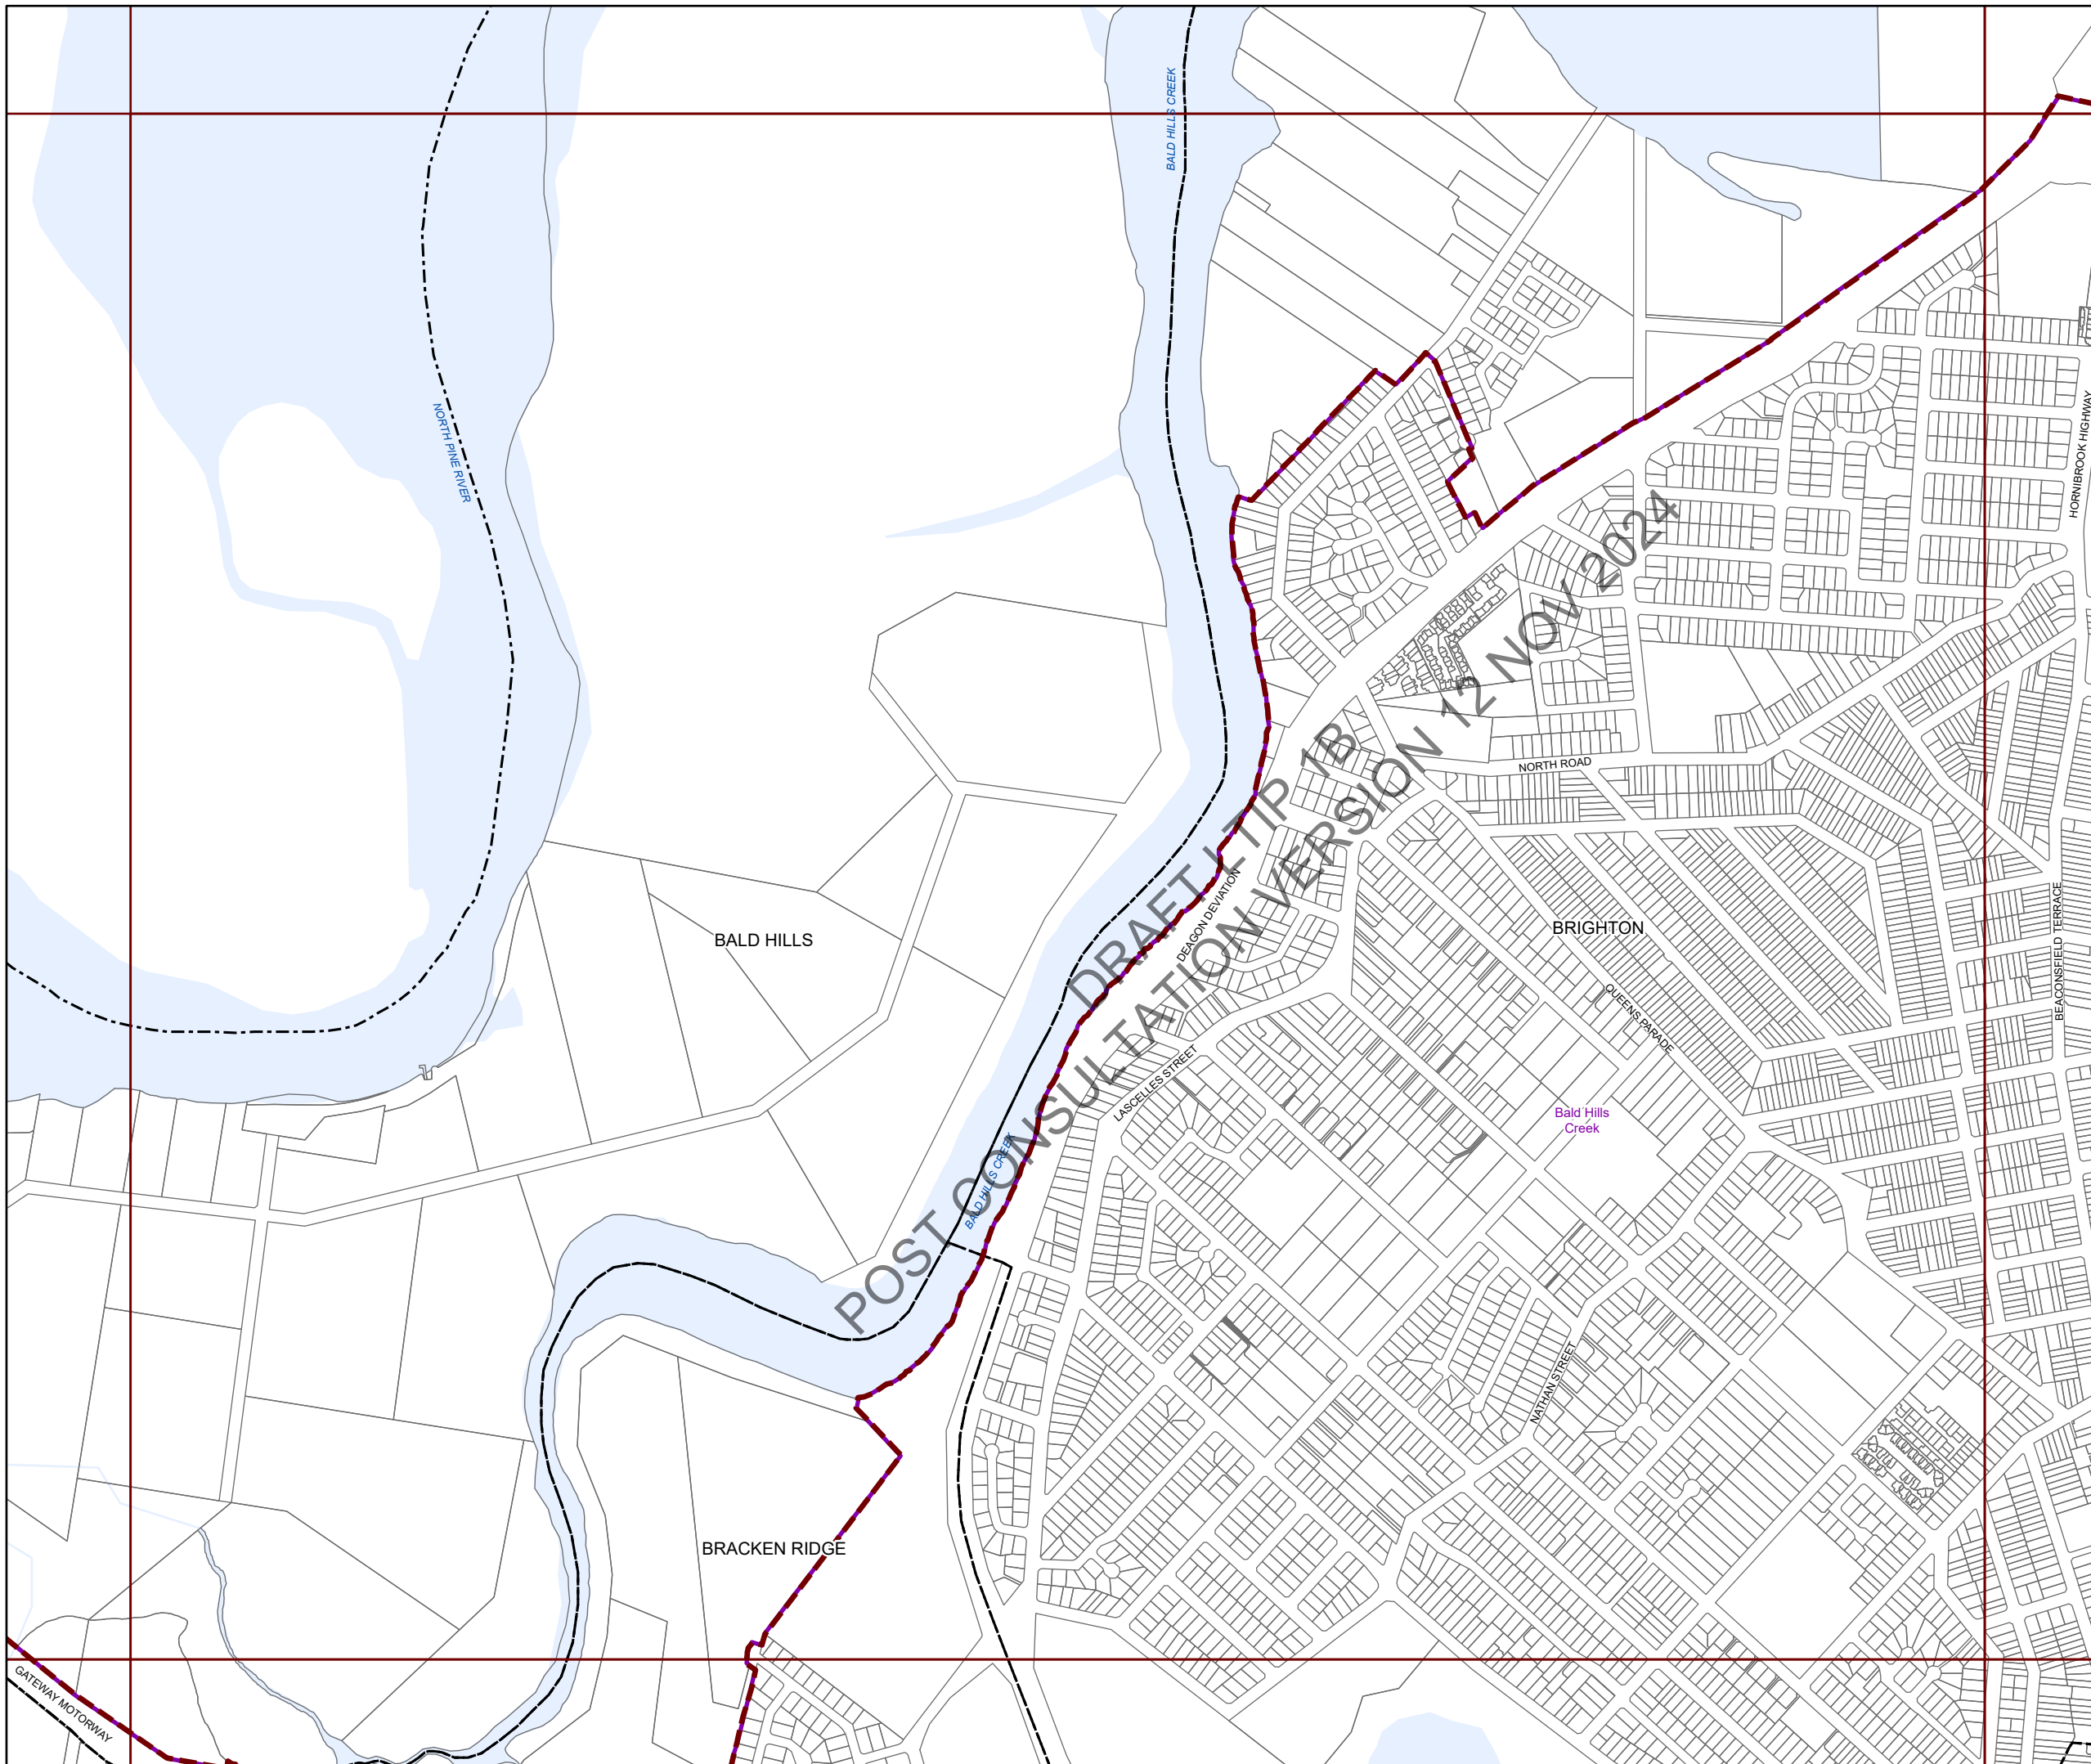 BALD HILLS CREEK
NORTH PINE RIVER
HORNIBROOK HIGHWAY
NORTH ROAD
DRAFT LTIP 1B
POST CONSULTATION VERSION 12 NOV 2024
DEAGON DEVIATION
BRIGHTON
BALD HILLS
BEACONSFIELD TERRACE
QUEENS PARADE
LASCELLES STREET
Bald Hills
Creek
BALD HILLS CREEK
NATHAN STREET
BRACKEN RIDGE
GATEWAY MOTORWAY